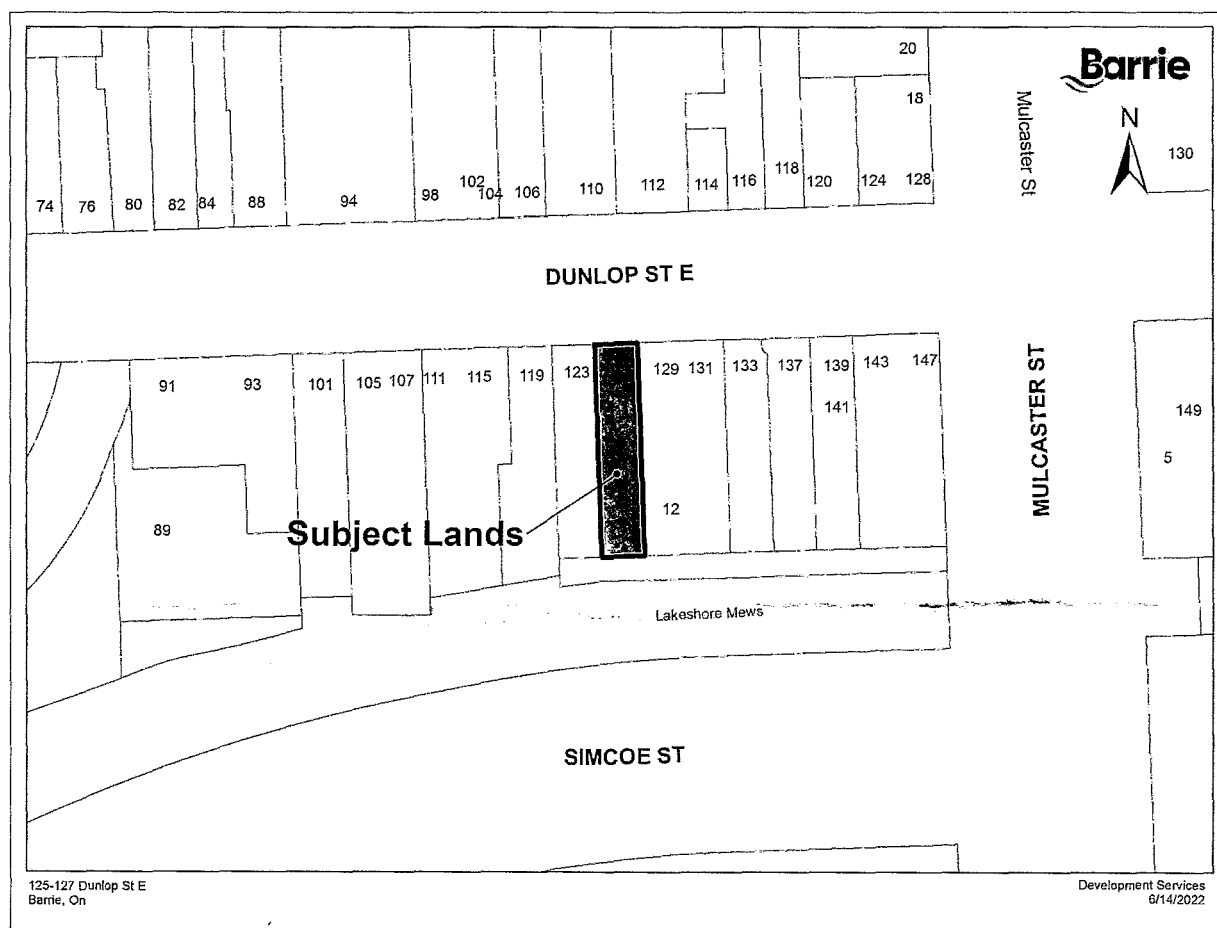 20
Barrie
18
Mulcaster St
N
130
74 76 80 82 84 88 94 98 102 104 106 110 112 114 116 118 120 124 128
DUNLOP ST E
91 93 101 105 107 111 115 119 123 129 131 133 137 139 143 147
141
MULCASTER ST
149
5
12
Subject Lands
89
Lakeshore Mews
SIMCOE ST
125-127 Dunlop St E
Barrie, On
Development Services
6/14/2022